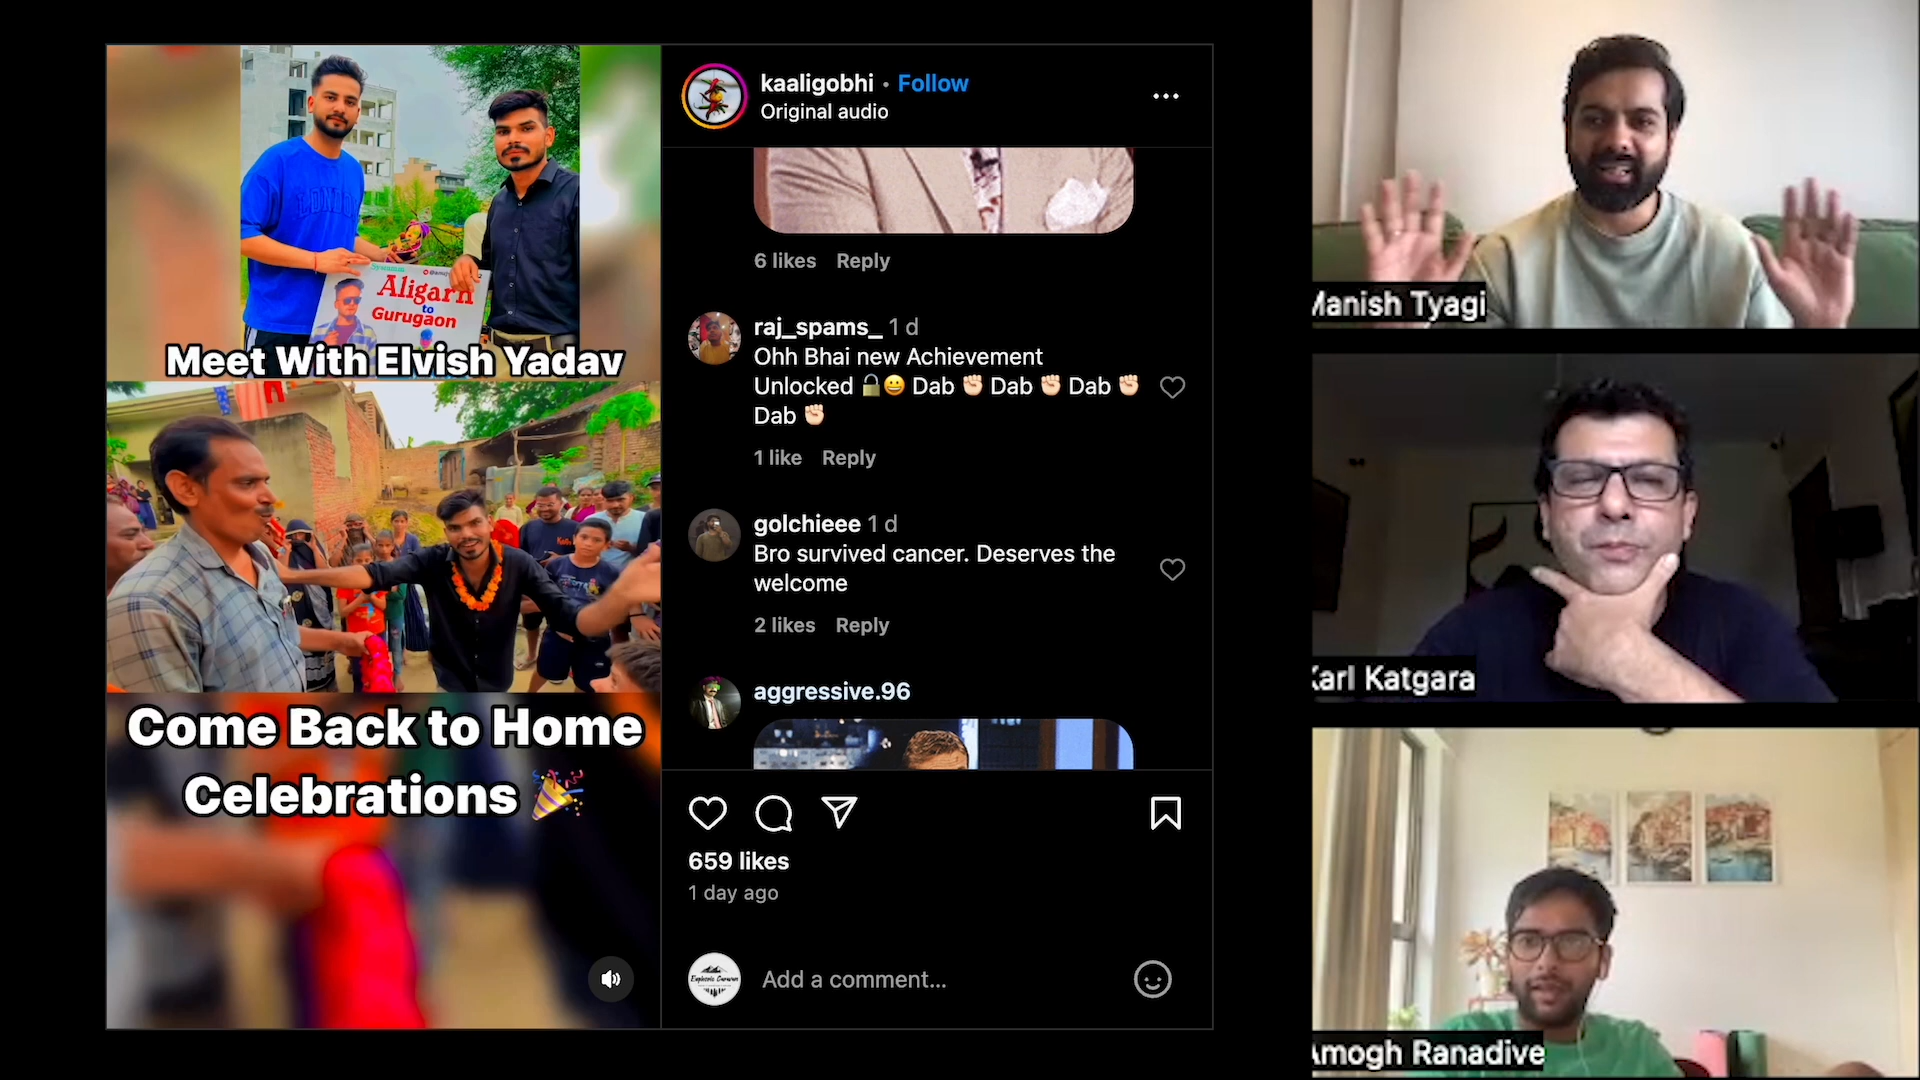 LONDON
Aligarh
to
Gurugaon
Meet With Elvish Yadav
Come Back to Home
Celebrations 🎉
kaaligobhi • Follow
Original audio
6 likes Reply
raj_spams_ 1 d
Ohh Bhai new Achievement
Unlocked 🔒😀 Dab ✊🏻 Dab ✊🏻 Dab ✊🏻
Dab ✊🏻
1 like Reply
golchieee 1 d
Bro survived cancer. Deserves the
welcome
2 likes Reply
aggressive.96
659 likes
1 day ago
Add a comment...
Manish Tyagi
Karl Katgara
Amogh Ranadive